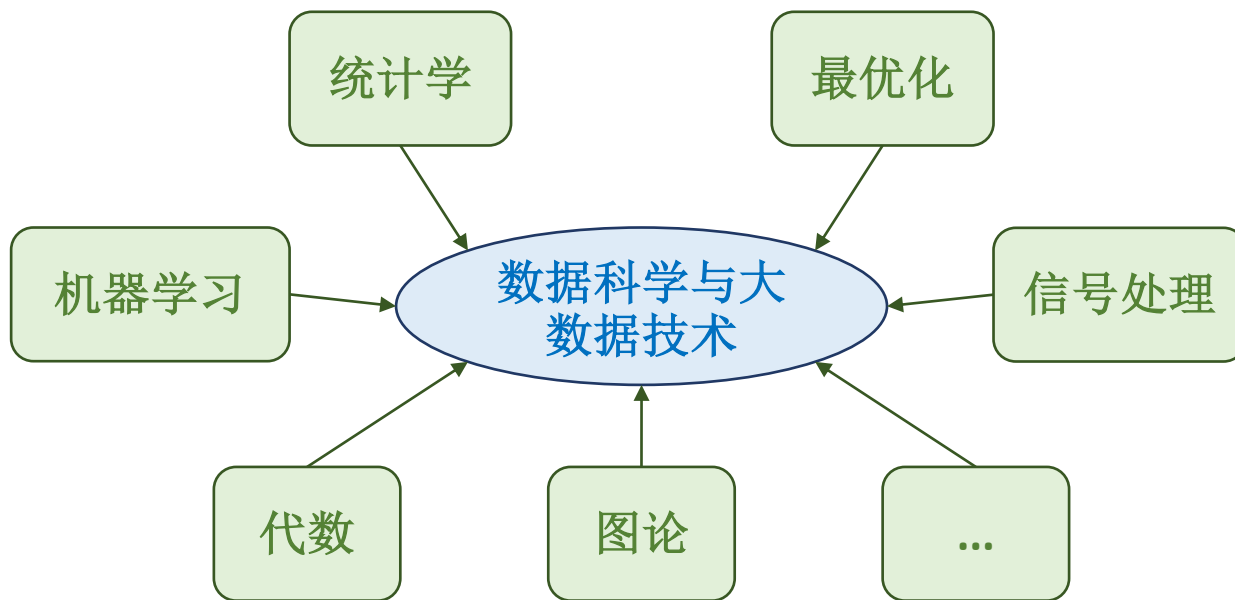 统计学
最优化
机器学习
数据科学与大
数据技术
信号处理
代数
图论
...